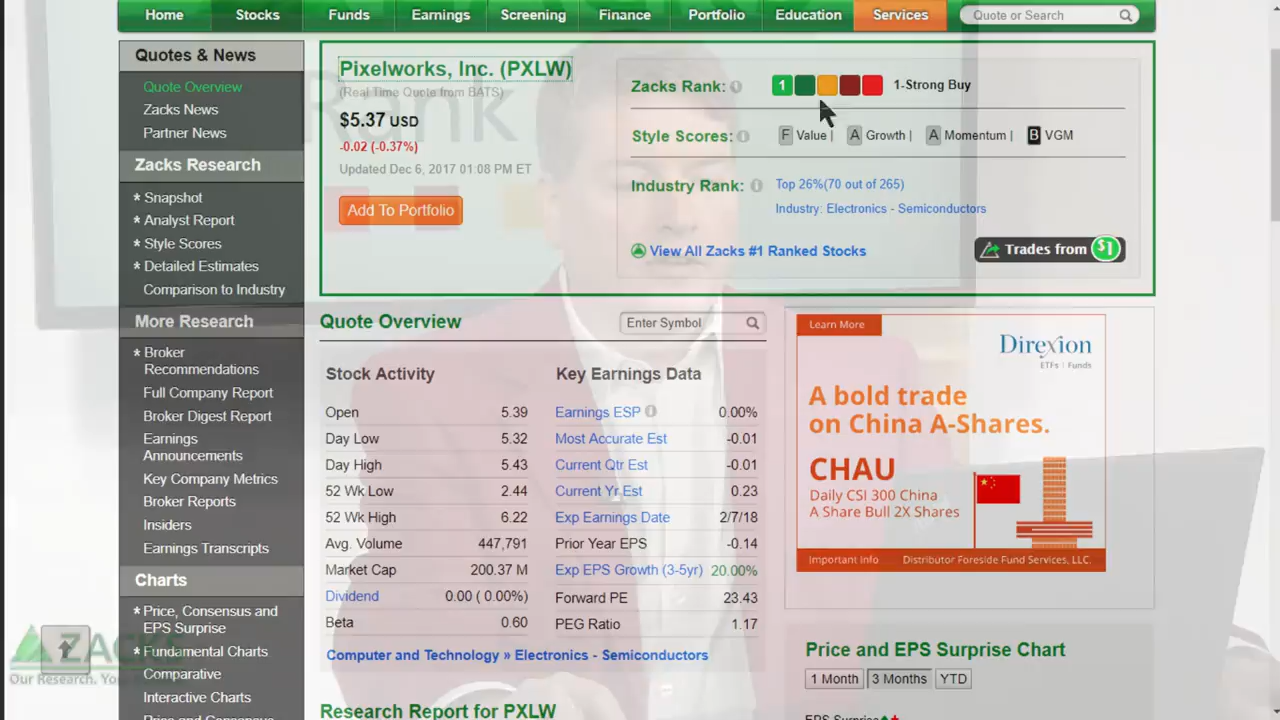 Home Stocks Funds Earnings Screening Finance Portfolio Education Services Quote or Search
Quotes & News
Quote Overview
Zacks News
Partner News
Zacks Research
* Snapshot
* Analyst Report
* Style Scores
* Detailed Estimates
Comparison to Industry
More Research
* Broker
Recommendations
Full Company Report
Broker Digest Report
Earnings
Announcements
Key Company Metrics
Broker Reports
Insiders
Earnings Transcripts
Charts
* Price, Consensus and
EPS Surprise
* Fundamental Charts
Comparative
Interactive Charts
Price and Consensus
ZACKS
Pixelworks, Inc. (PXLW)
(Real Time Quote from BATS)
Rank
$5.37 USD
-0.02 (-0.37%)
Updated Dec 6, 2017 01:08 PM ET
Add To Portfolio
Zacks Rank: 1 1-Strong Buy
Style Scores: F Value | A Growth | A Momentum | B VGM
Industry Rank: Top 26%(70 out of 265)
Industry: Electronics - Semiconductors
View All Zacks #1 Ranked Stocks
Trades from $1
Quote Overview
Enter Symbol
Stock Activity
Open 5.39
Day Low 5.32
Day High 5.43
52 Wk Low 2.44
52 Wk High 6.22
Avg. Volume 447,791
Market Cap 200.37 M
Dividend 0.00 ( 0.00%)
Beta 0.60
Key Earnings Data
Earnings ESP 0.00%
Most Accurate Est -0.01
Current Qtr Est -0.01
Current Yr Est 0.23
Exp Earnings Date 2/7/18
Prior Year EPS -0.14
Exp EPS Growth (3-5yr) 20.00%
Forward PE 23.43
PEG Ratio 1.17
Computer and Technology » Electronics - Semiconductors
Research Report for PXLW
Learn More
Direxion
ETFs | Funds
A bold trade
on China A-Shares.
CHAU
Daily CSI 300 China
A Share Bull 2X Shares
Important Info Distributor Foreside Fund Services, LLC.
Price and EPS Surprise Chart
1 Month 3 Months YTD
EPS Surprise